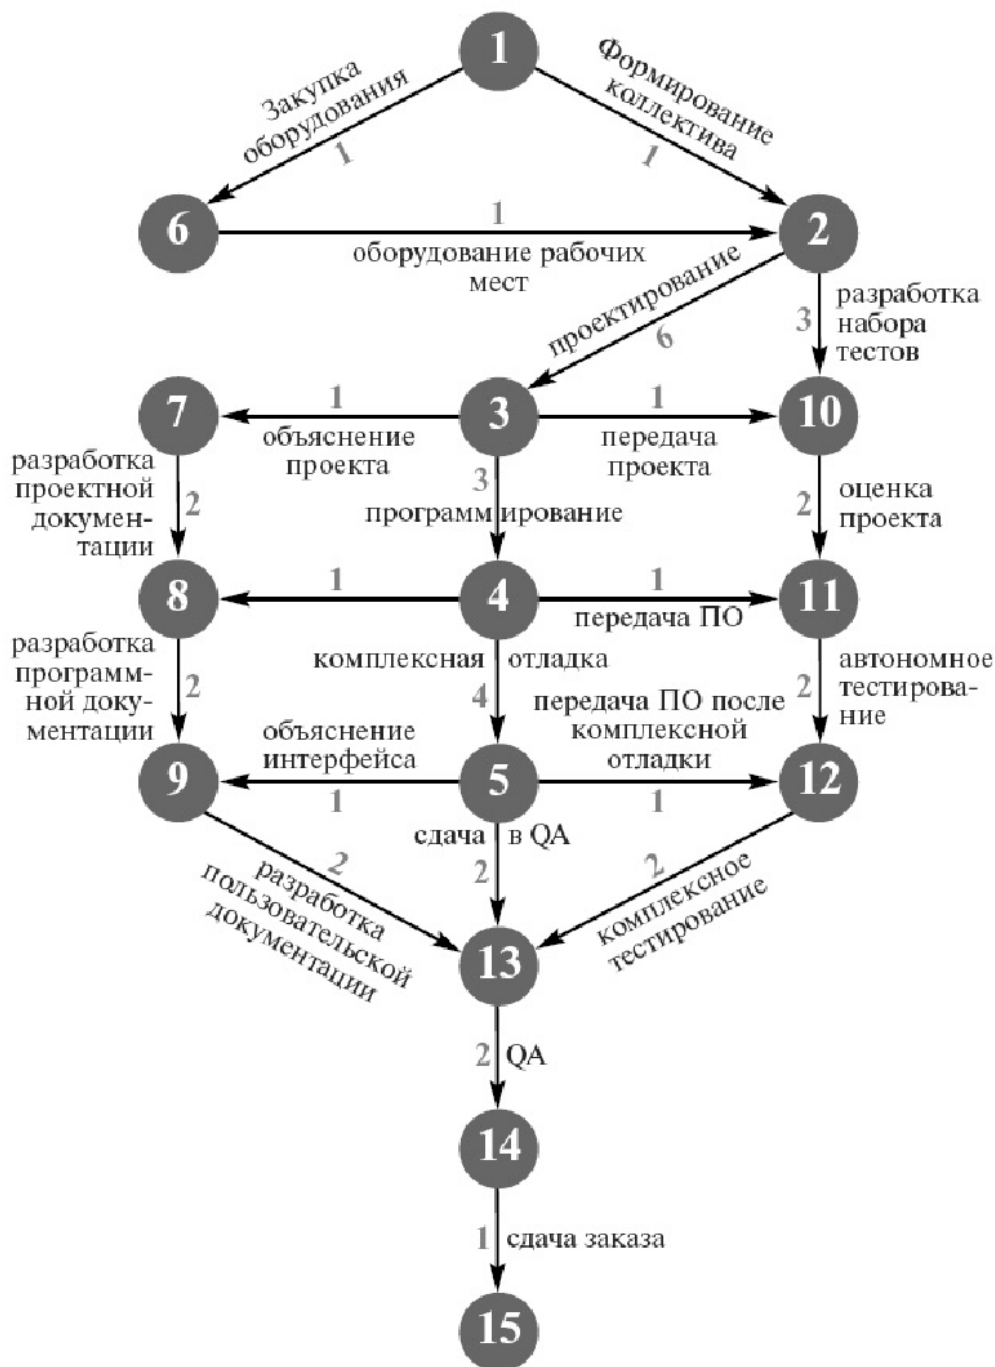 1
Закупка
оборудования
1
Формирование
коллектива
1
6
1
2
оборудование рабочих
мест
проектирование
6
3
разработка
набора
тестов
7
1
3
1
10
объяснение
проекта
передача
проекта
разработка
проектной
докумен-
тации
2
3
программирование
2
оценка
проекта
8
1
4
1
11
передача ПО
разработка
программ-
ной доку-
ментации
2
комплексная отладка
4
2
автономное
тестирова-
ние
объяснение
интерфейса
передача ПО после
комплексной
отладки
9
1
5
1
12
сдача в QA
2
2
разработка
пользовательской
документации
2
комплексное
тестирование
13
2 QA
14
1 сдача заказа
15